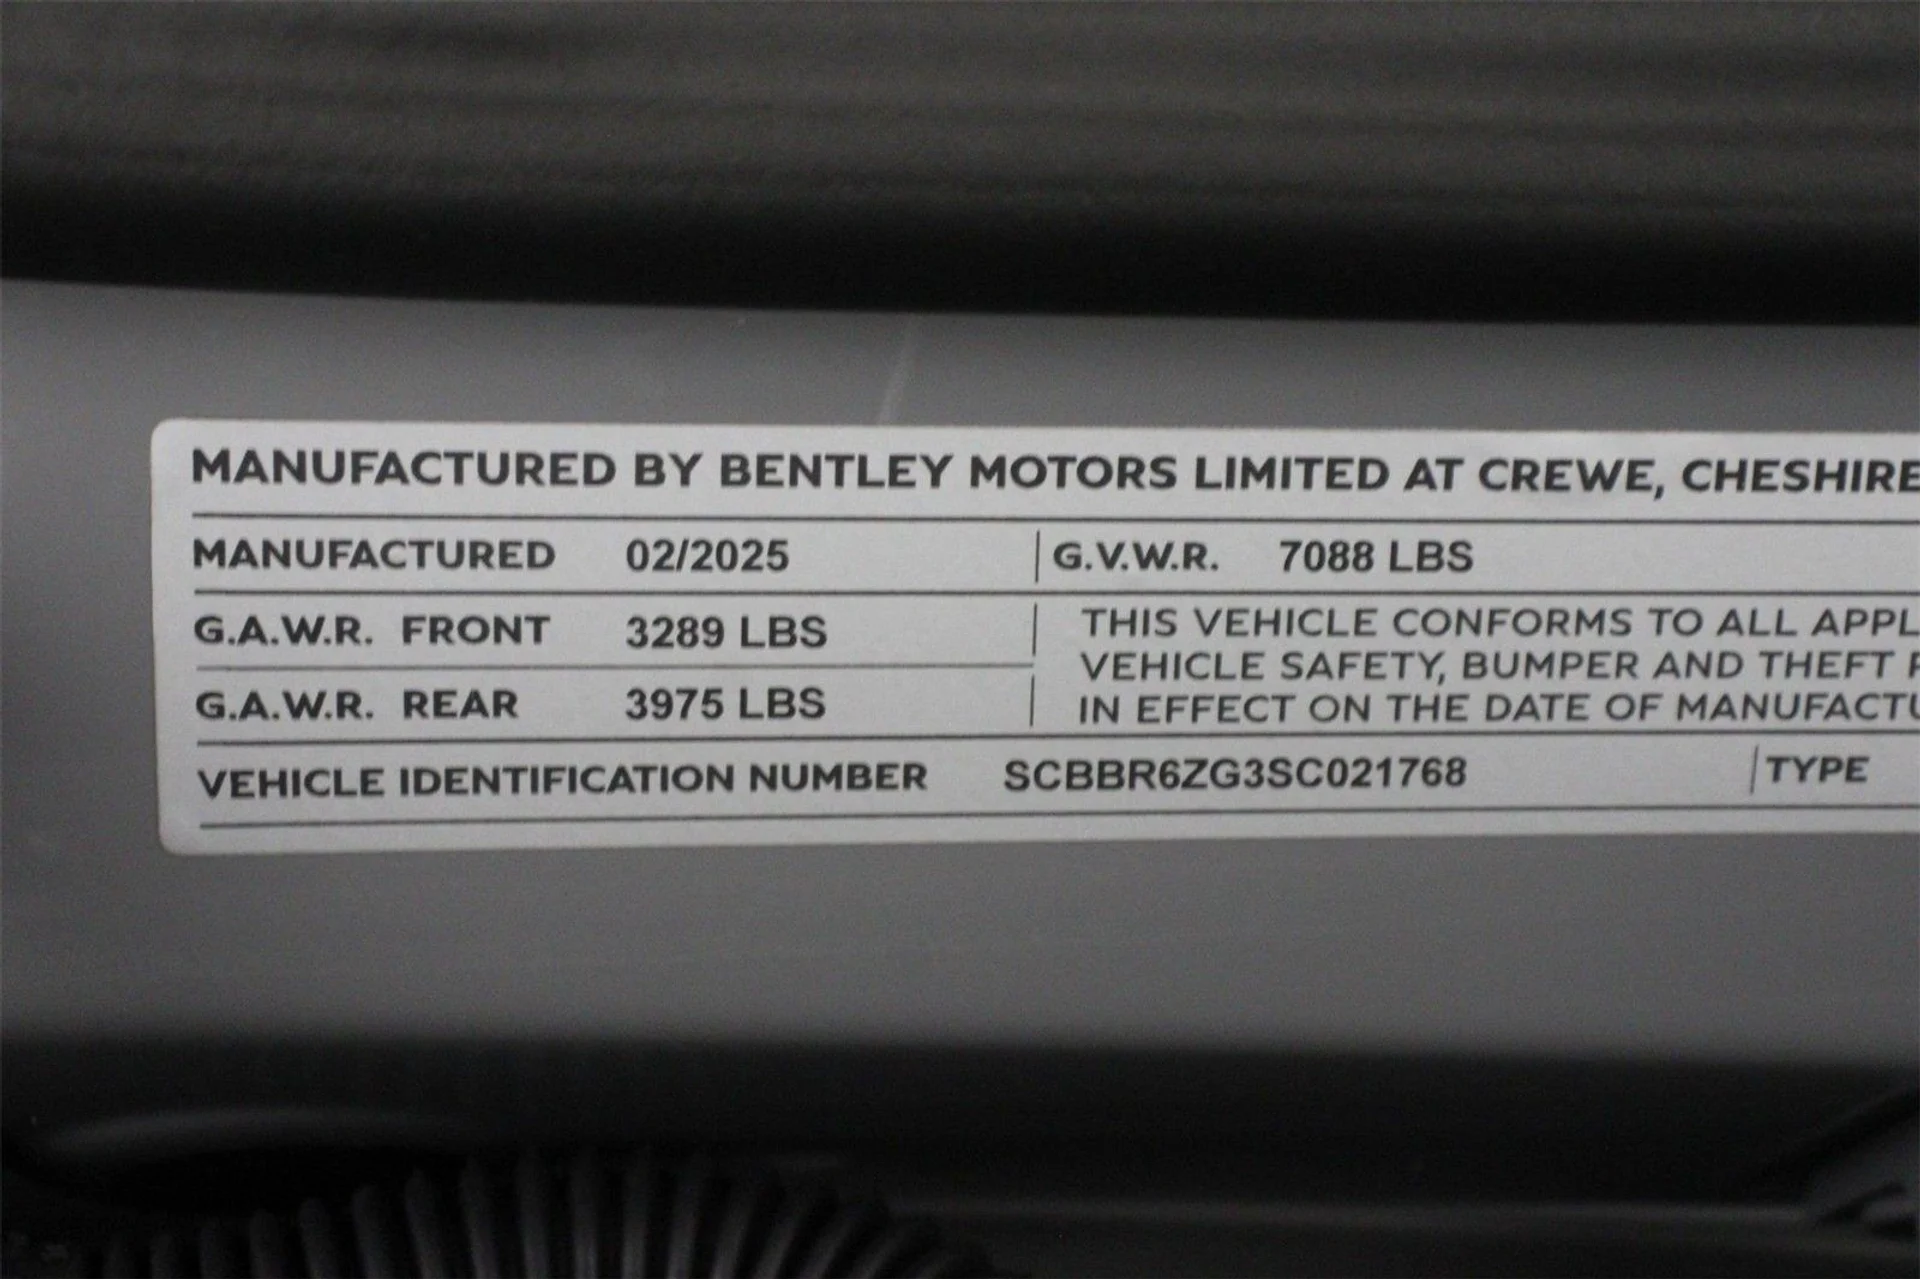 MANUFACTURED BY BENTLEY MOTORS LIMITED AT CREWE, CHESHIRE
MANUFACTURED 02/2025 G.V.W.R. 7088 LBS
G.A.W.R. FRONT 3289 LBS
THIS VEHICLE CONFORMS TO ALL APPL
VEHICLE SAFETY, BUMPER AND THEFT
G.A.W.R. REAR 3975 LBS
IN EFFECT ON THE DATE OF MANUFACTU
VEHICLE IDENTIFICATION NUMBER SCBBR6ZG3SC021768 TYPE